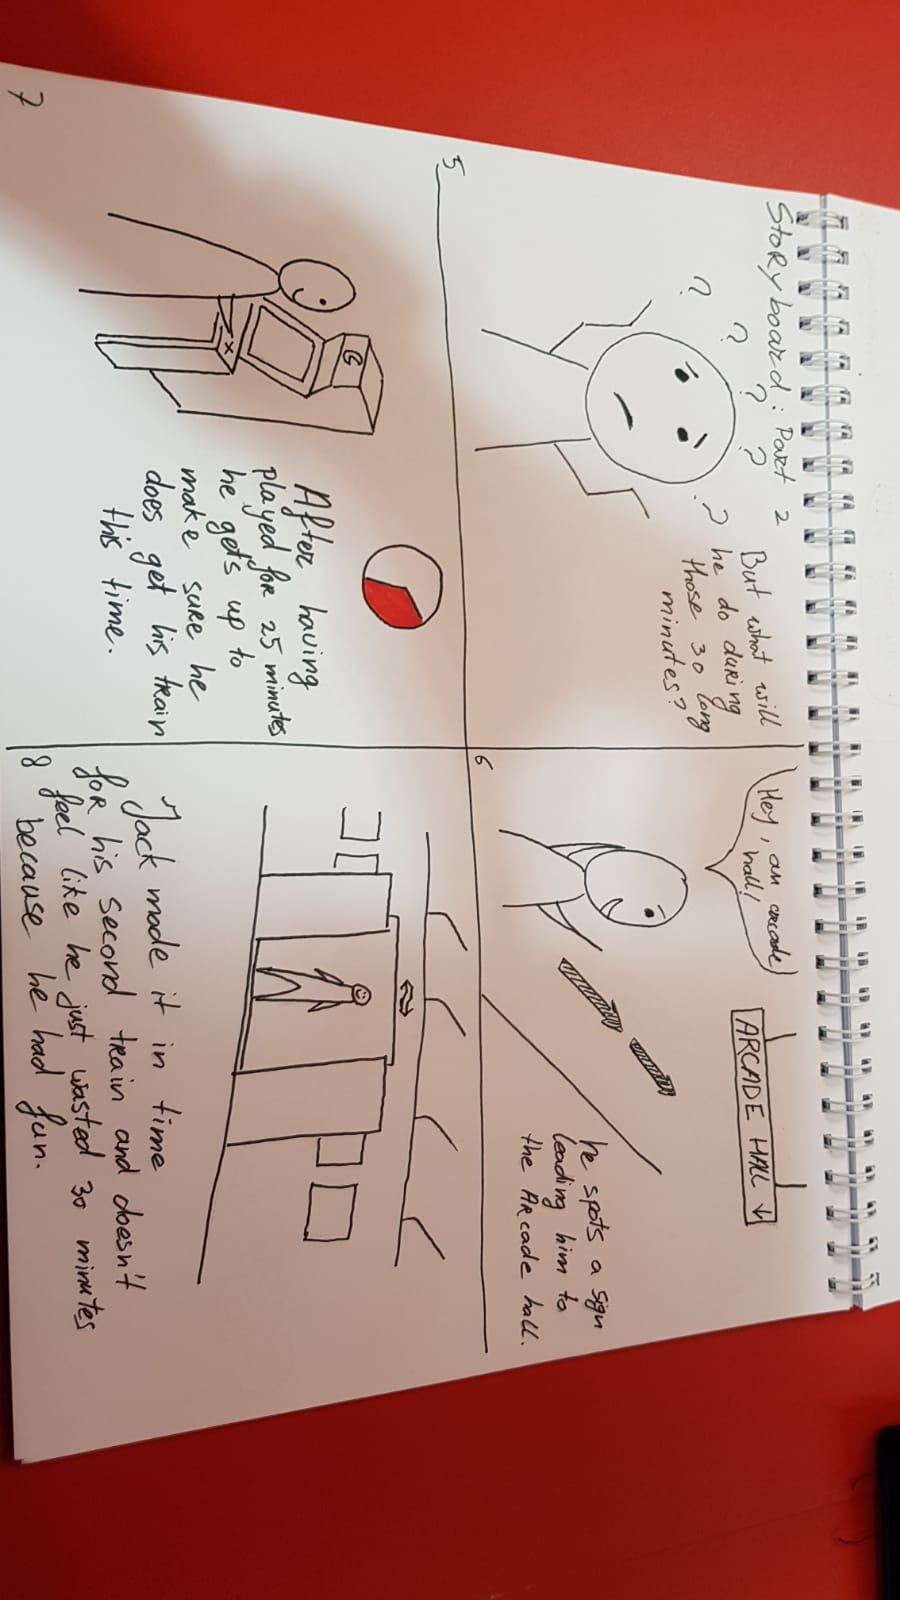 Storyboard: Part 2
? ? ? ? ?
But what will
he do during
those 30 long
minutes?
5
Hey, an arcade
hall!
ARCADE HALL ↓
he spots a sign
leading him to
the Arcade hall.
6
After having
played for 25 minutes
he gets up to
make sure he
does get his train
this time.
7
Jack made it in time
for his second train and doesn't
feel like he just wasted 30 minutes
because he had fun.
8